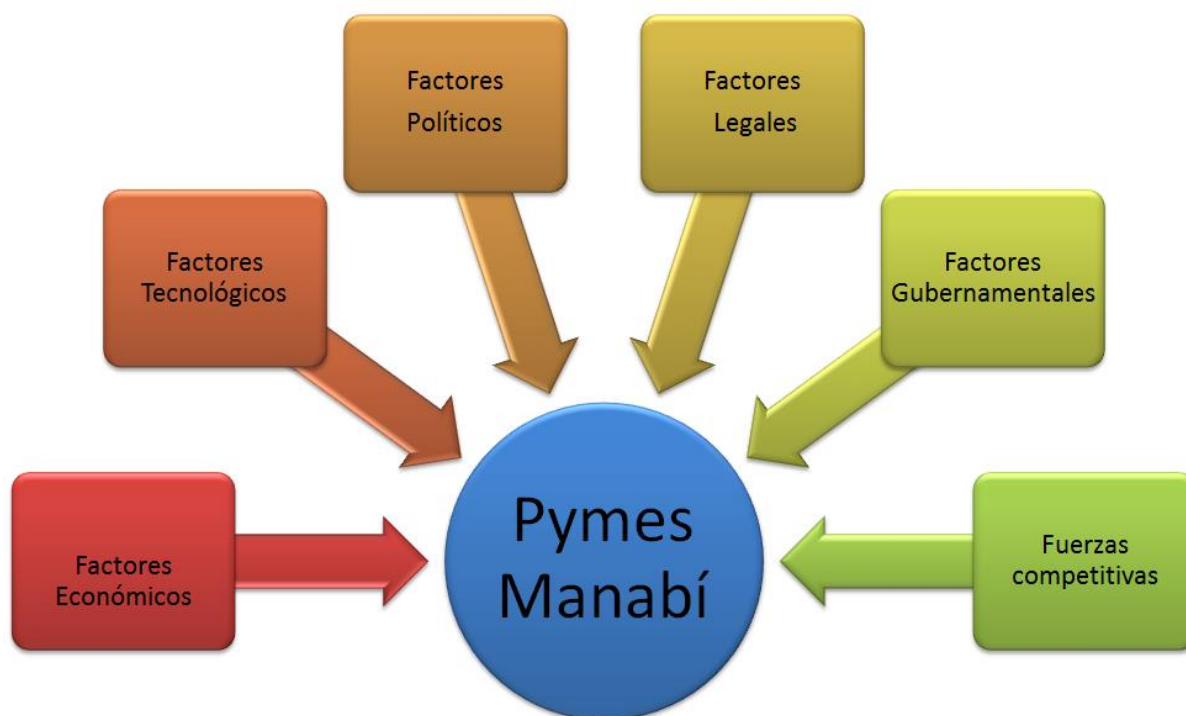 Factores
Políticos
Factores
Legales
Factores
Tecnológicos
Factores
Gubernamentales
Factores
Económicos
Pymes
Manabí
Fuerzas
competitivas